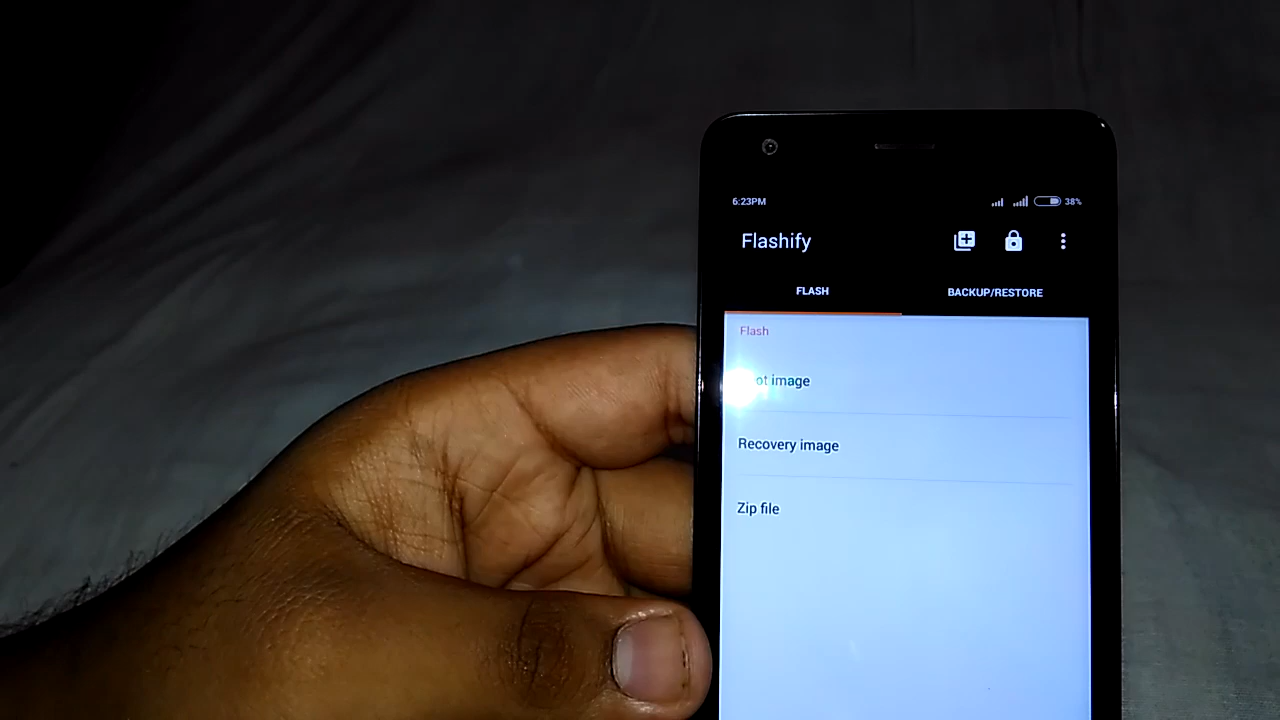 6:23PM 38%
Flashify
FLASH BACKUP/RESTORE
Flash
image
Recovery image
Zip file